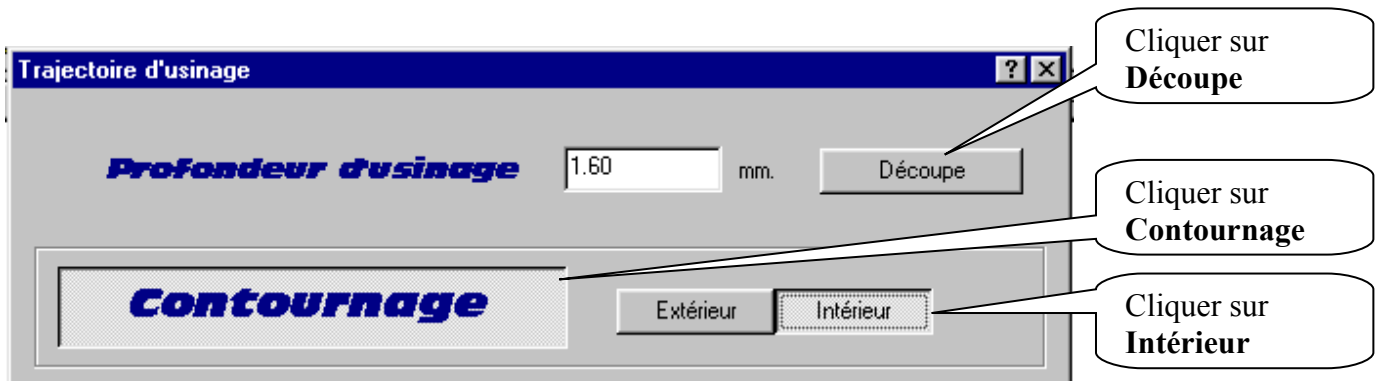 Cliquer sur
Découpe
Trajectoire d'usinage
Profondeur d'usinage 1.60 mm. Découpe
Cliquer sur
Contournage
Contournage Extérieur Intérieur
Cliquer sur
Intérieur